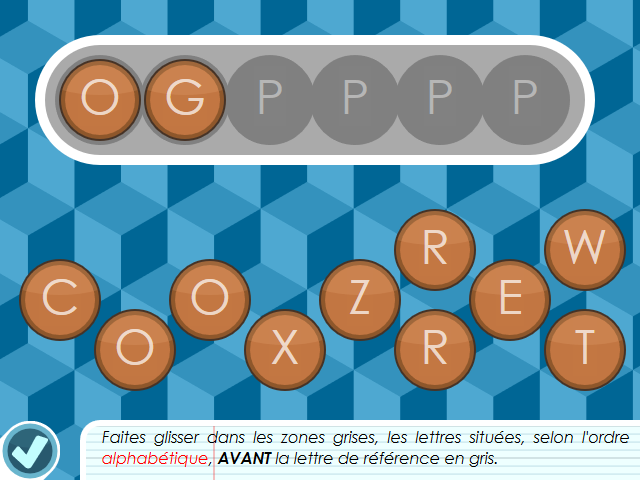 O G P P P P
R W
C O Z E
O X R T
Faites glisser dans les zones grises, les lettres situées, selon l'ordre
alphabétique, AVANT la lettre de référence en gris.